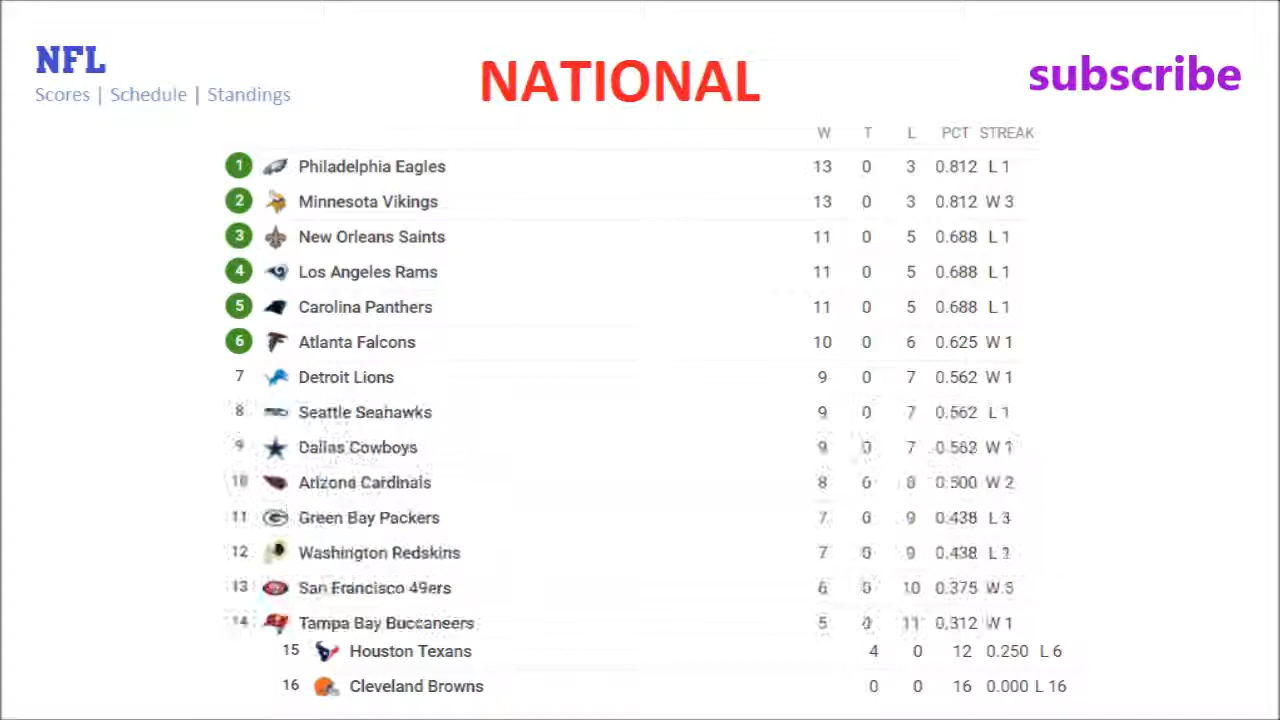 NFL
NATIONAL
subscribe
Scores | Schedule | Standings
W T L PCT STREAK
1 Philadelphia Eagles 13 0 3 0.812 L 1
2 Minnesota Vikings 13 0 3 0.812 W 3
3 New Orleans Saints 11 0 5 0.688 L 1
4 Los Angeles Rams 11 0 5 0.688 L 1
5 Carolina Panthers 11 0 5 0.688 L 1
6 Atlanta Falcons 10 0 6 0.625 W 1
7 Detroit Lions 9 0 7 0.562 W 1
8 Seattle Seahawks 9 0 7 0.562 L 1
9 Dallas Cowboys 9 0 7 0.562 W 1
10 Arizona Cardinals 8 0 8 0.500 W 2
11 Green Bay Packers 7 0 9 0.438 L 3
12 Washington Redskins 7 0 9 0.438 L
13 San Francisco 49ers 6 0 10 0.375 W 5
14 Tampa Bay Buccaneers 5 0 11 0.312 W 1
15 Houston Texans 4 0 12 0.250 L 6
16 Cleveland Browns 0 0 16 0.000 L 16